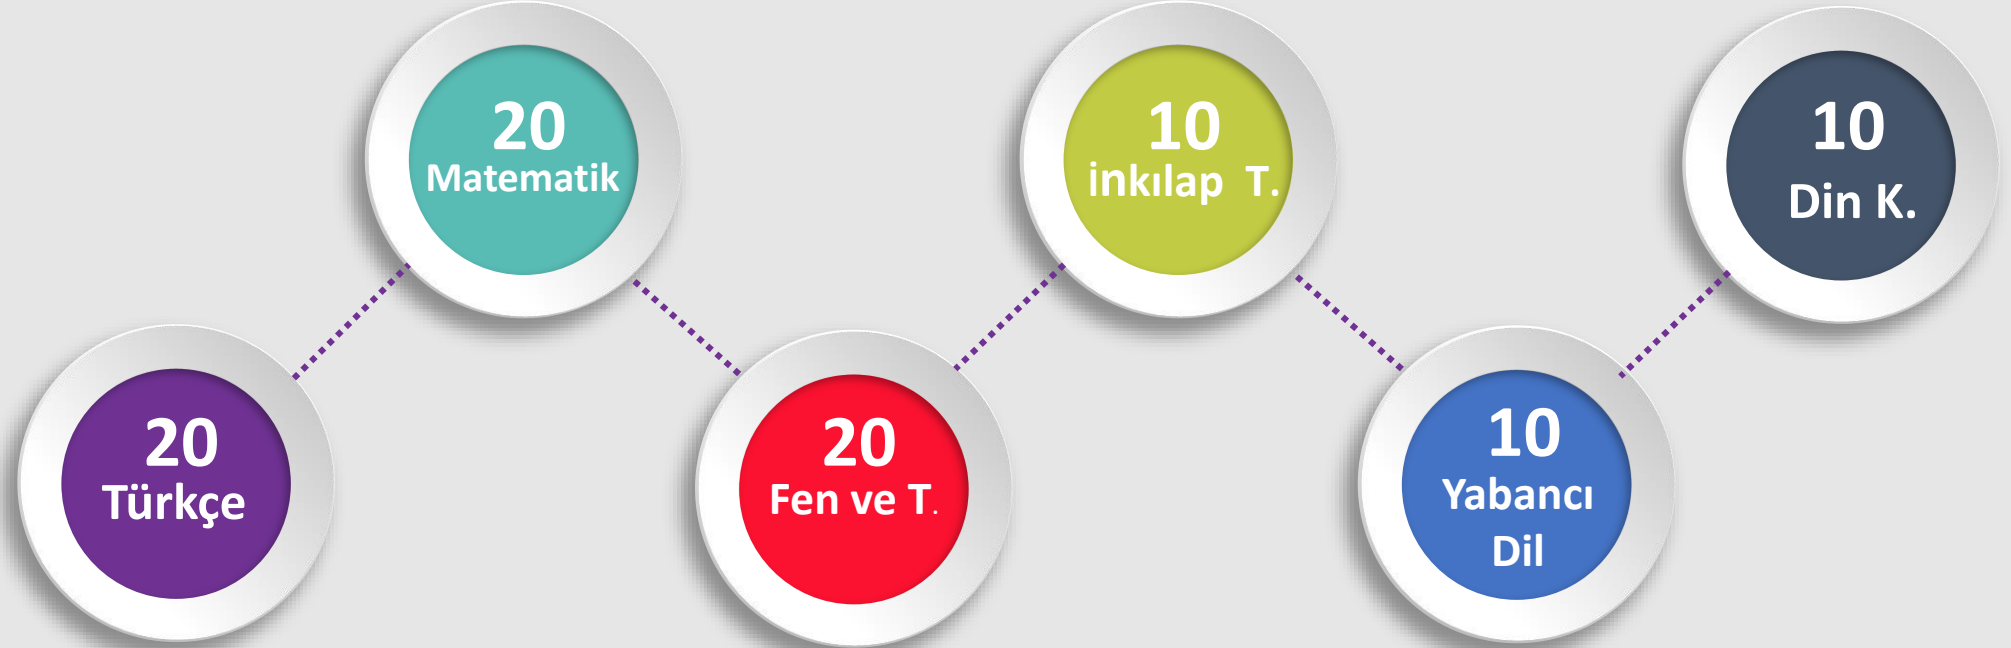 20
Türkçe
20
Matematik
20
Fen ve T.
10
inkılap T.
10
Yabancı
Dil
10
Din K.